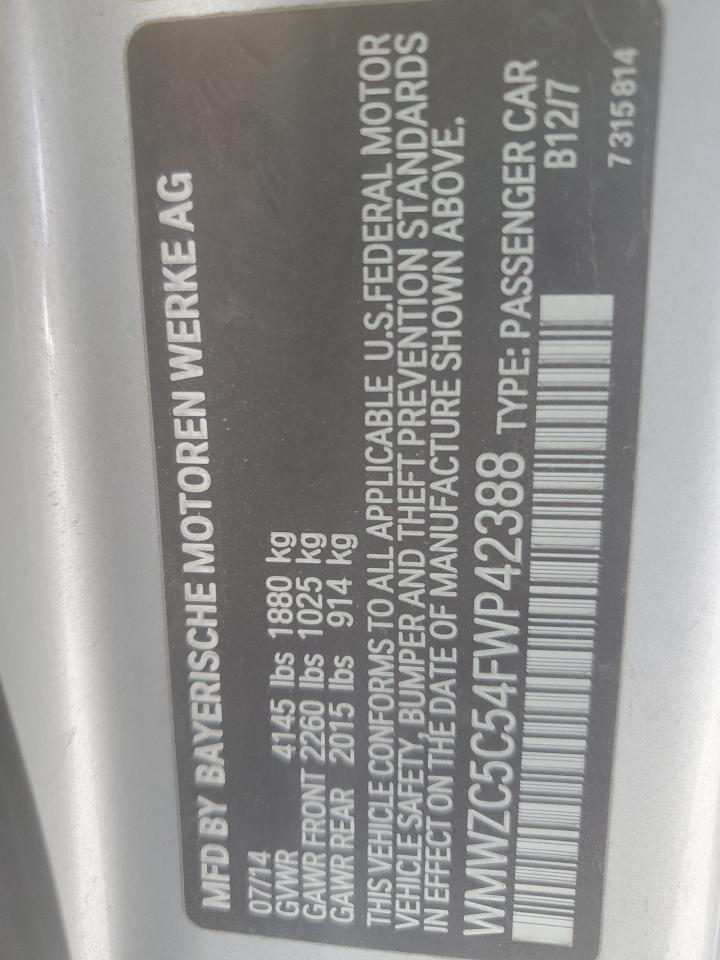 MFD BY BAYERISCHE MOTOREN WERKE AG
07/14
GVWR 4145 lbs 1880 kg
GAWR FRONT 2260 lbs 1025 kg
GAWR REAR 2015 lbs 914 kg
THIS VEHICLE CONFORMS TO ALL APPLICABLE U.S.FEDERAL MOTOR
VEHICLE SAFETY, BUMPER AND THEFT PREVENTION STANDARDS
IN EFFECT ON THE DATE OF MANUFACTURE SHOWN ABOVE.
WMWZC5C54FWP42388 TYPE: PASSENGER CAR
B12/7
7315814